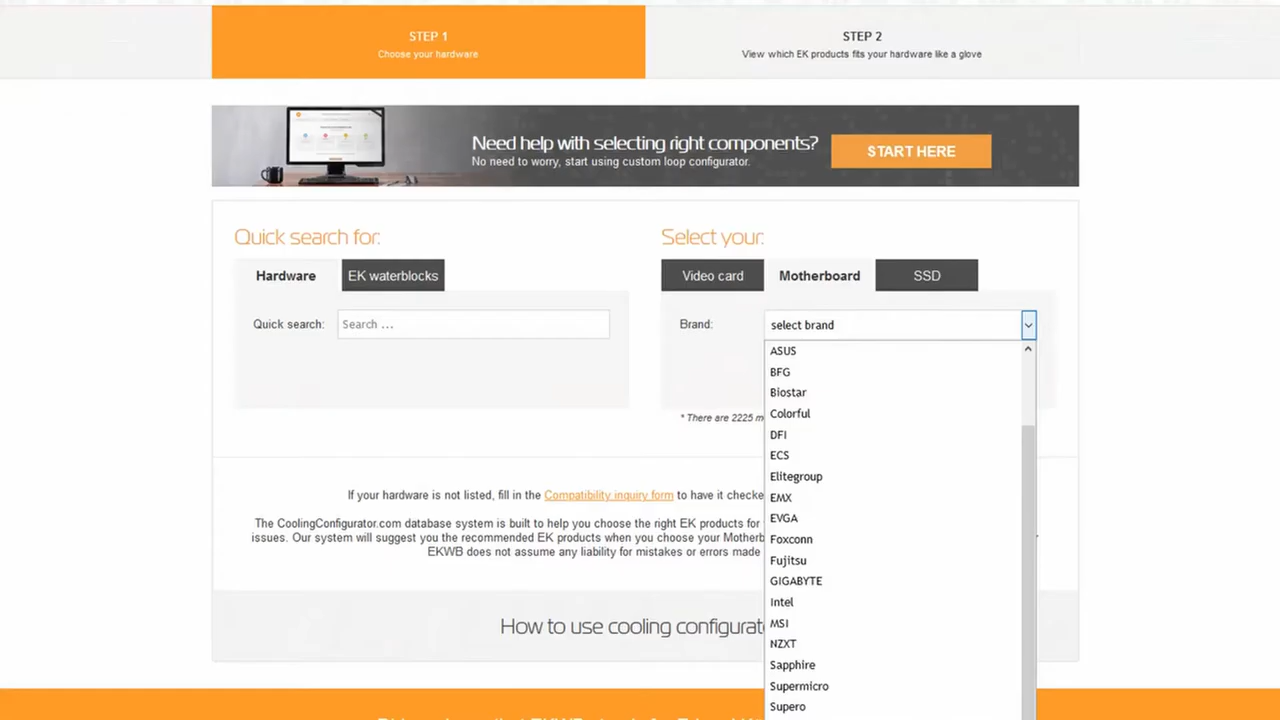 STEP 1
Choose your hardware
STEP 2
View which EK products fits your hardware like a glove
Need help with selecting right components?
No need to worry, start using custom loop configurator.
START HERE
Quick search for:
Hardware
EK waterblocks
Quick search:
Search ...
Select your:
Video card
Motherboard
SSD
Brand:
select brand
ASUS
BFG
Biostar
Colorful
DFI
ECS
Elitegroup
EMX
EVGA
Foxconn
Fujitsu
GIGABYTE
Intel
MSI
NZXT
Sapphire
Supermicro
Supero
* There are 2225 m
If your hardware is not listed, fill in the Compatibility inquiry form to have it checke
The CoolingConfigurator.com database system is built to help you choose the right EK products for
issues. Our system will suggest you the recommended EK products when you choose your Motherb
EKWB does not assume any liability for mistakes or errors made
How to use cooling configurat